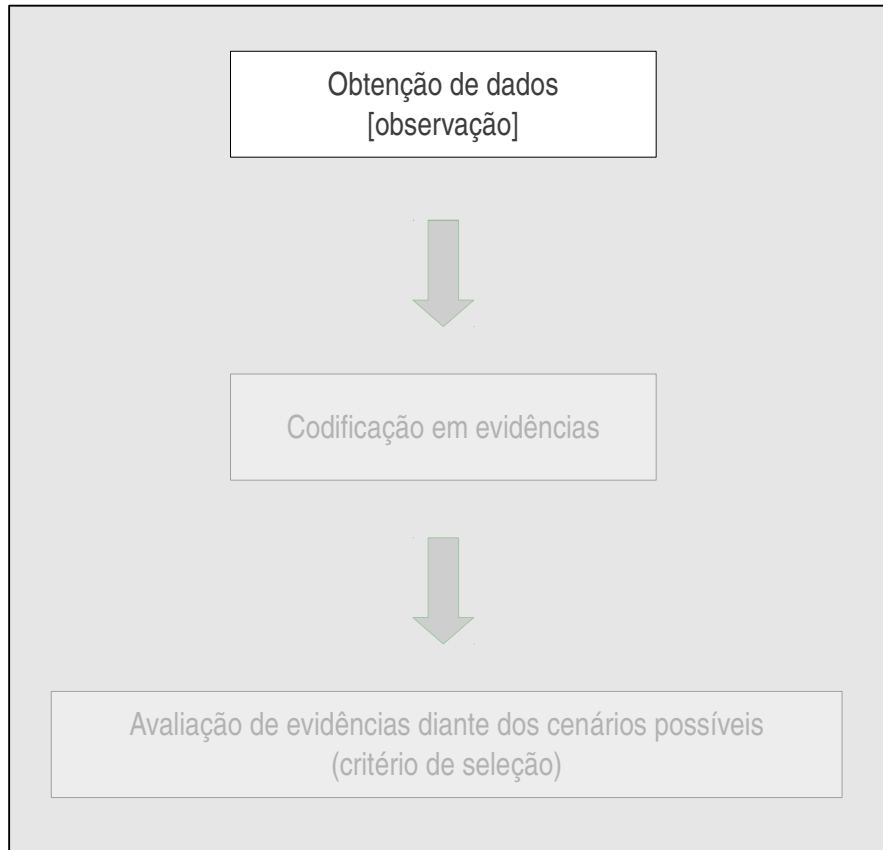 Obtenção de dados
[observação]
Codificação em evidências
Avaliação de evidências diante dos cenários possíveis
(critério de seleção)